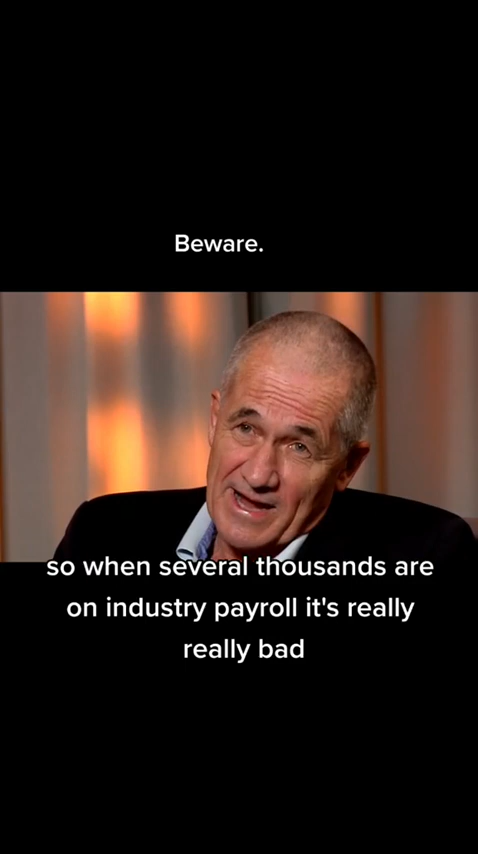 Beware.
so when several thousands are
on industry payroll it's really
really bad